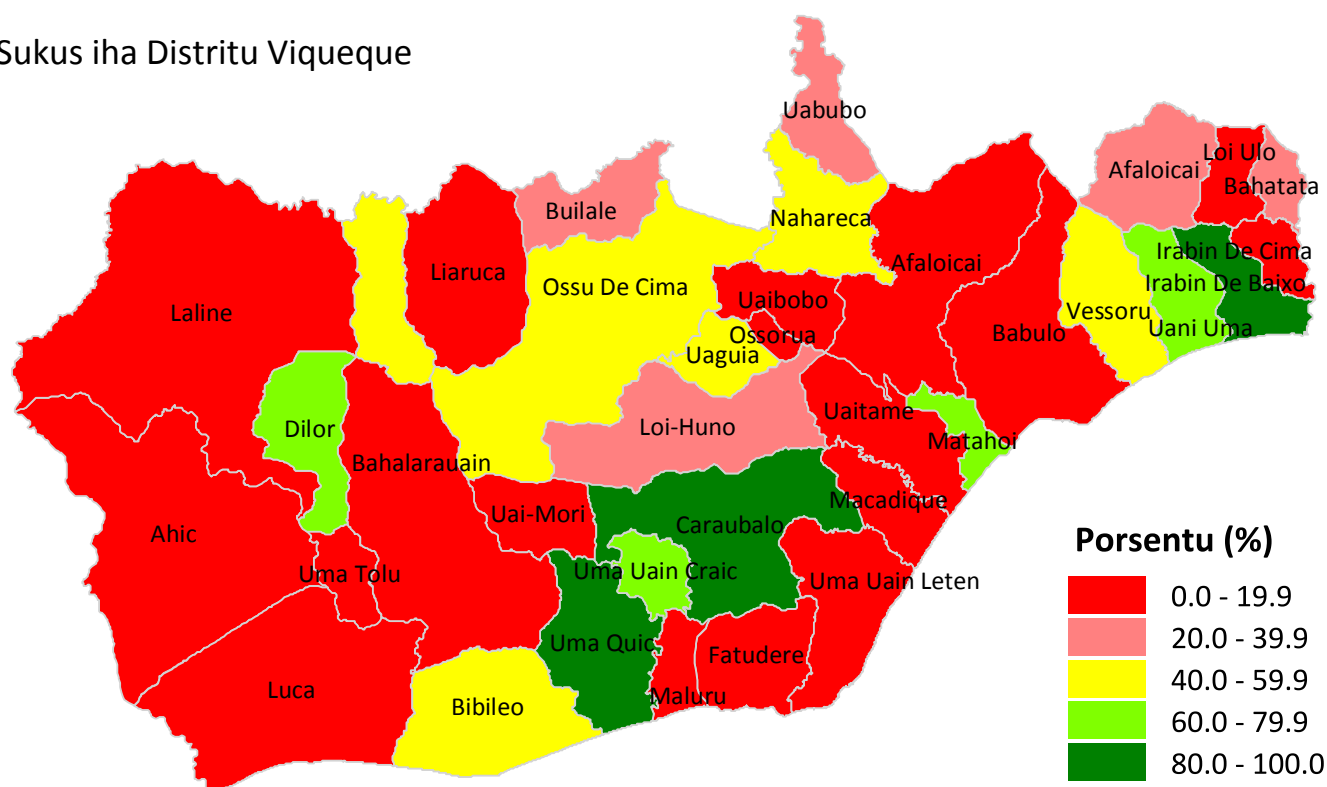 Sukus iha Distritu Viqueque
Uabubo
Loi Ulo
Afaloicai
Bahatata
Builale
Nahareca
Irabin De Cima
Liaruca
Afaloicai
Ossu De Cima
Irabin De Baixo
Uaibobo
Laline
Vessoru
Uani Uma
Ossorua
Babulo
Uaguia
Uaitame
Dilor
Loi-Huno
Matahoi
Bahalarauain
Macadique
Uai-Mori
Caraubalo
Ahic
Uma Tolu
Uma Uain Craic
Uma Uain Leten
Uma Quic
Fatudere
Luca
Maluru
Bibileo
Porsentu (%)
0.0 - 19.9
20.0 - 39.9
40.0 - 59.9
60.0 - 79.9
80.0 - 100.0